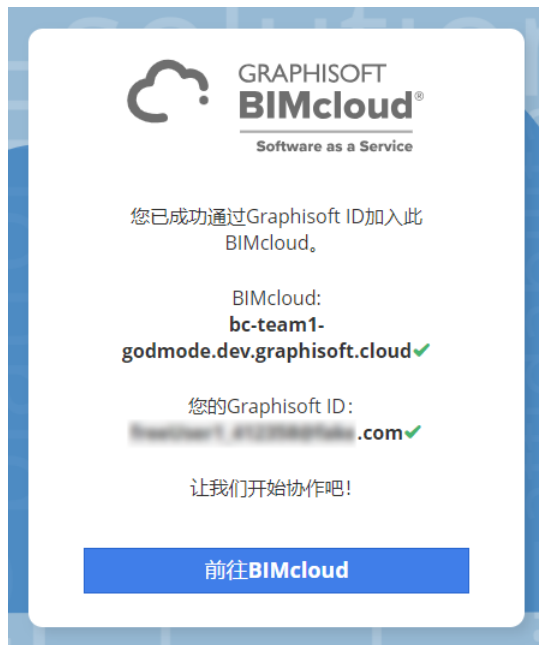 GRAPHISOFT
BIMcloud®
Software as a Service
您已成功通过Graphisoft ID加入此
BIMcloud。
BIMcloud:
bc-team1-
godmode.dev.graphisoft.cloud
您的Graphisoft ID:
.com
让我们开始协作吧!
前往BIMcloud